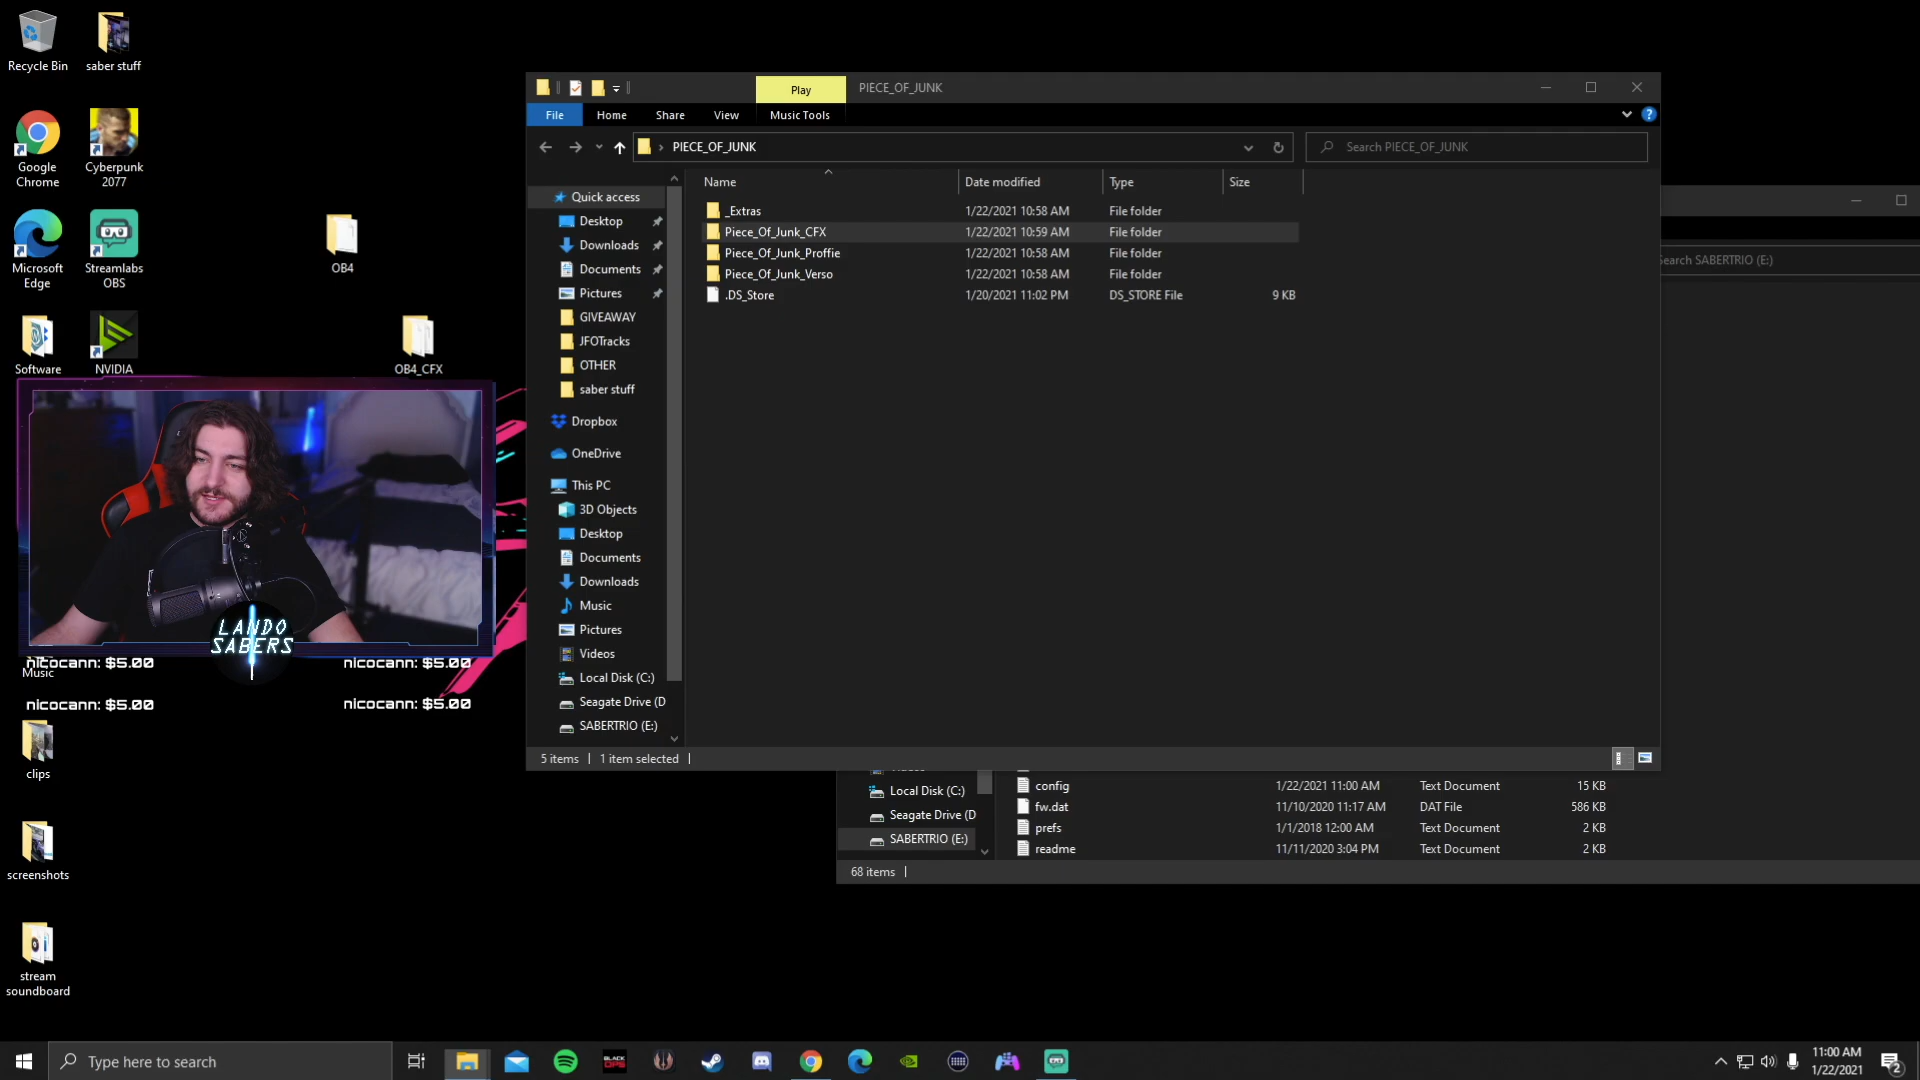 Recycle Bin
saber stuff
Google
Chrome
Cyberpunk
2077
Microsoft
Edge
Streamlabs
OBS
OB4
Software
NVIDIA
OB4_CFX
LANDO
SABERS
nicocann: $5.00
nicocann: $5.00
Music
nicocann: $5.00
nicocann: $5.00
clips
screenshots
stream
soundboard
Play
PIECE_OF_JUNK
File
Home
Share
View
Music Tools
PIECE_OF_JUNK
Search PIECE_OF_JUNK
Name
Date modified
Type
Size
Quick access
Desktop
Downloads
Documents
Pictures
GIVEAWAY
JFOTracks
OTHER
saber stuff
Dropbox
OneDrive
This PC
3D Objects
Desktop
Documents
Downloads
Music
Pictures
Videos
Local Disk (C:)
Seagate Drive (D
SABERTRIO (E:)
_Extras 1/22/2021 10:58 AM File folder
Piece_Of_Junk_CFX 1/22/2021 10:59 AM File folder
Piece_Of_Junk_Proffie 1/22/2021 10:58 AM File folder
Piece_Of_Junk_Verso 1/22/2021 10:58 AM File folder
.DS_Store 1/20/2021 11:02 PM DS_STORE File 9 KB
5 items 1 item selected
Search SABERTRIO (E:)
Local Disk (C:)
Seagate Drive (D
SABERTRIO (E:)
config 1/22/2021 11:00 AM Text Document 15 KB
fw.dat 11/10/2020 11:17 AM DAT File 586 KB
prefs 1/1/2018 12:00 AM Text Document 2 KB
readme 11/11/2020 3:04 PM Text Document 2 KB
68 items
Type here to search
BLACK
OPS
11:00 AM
1/22/2021
2